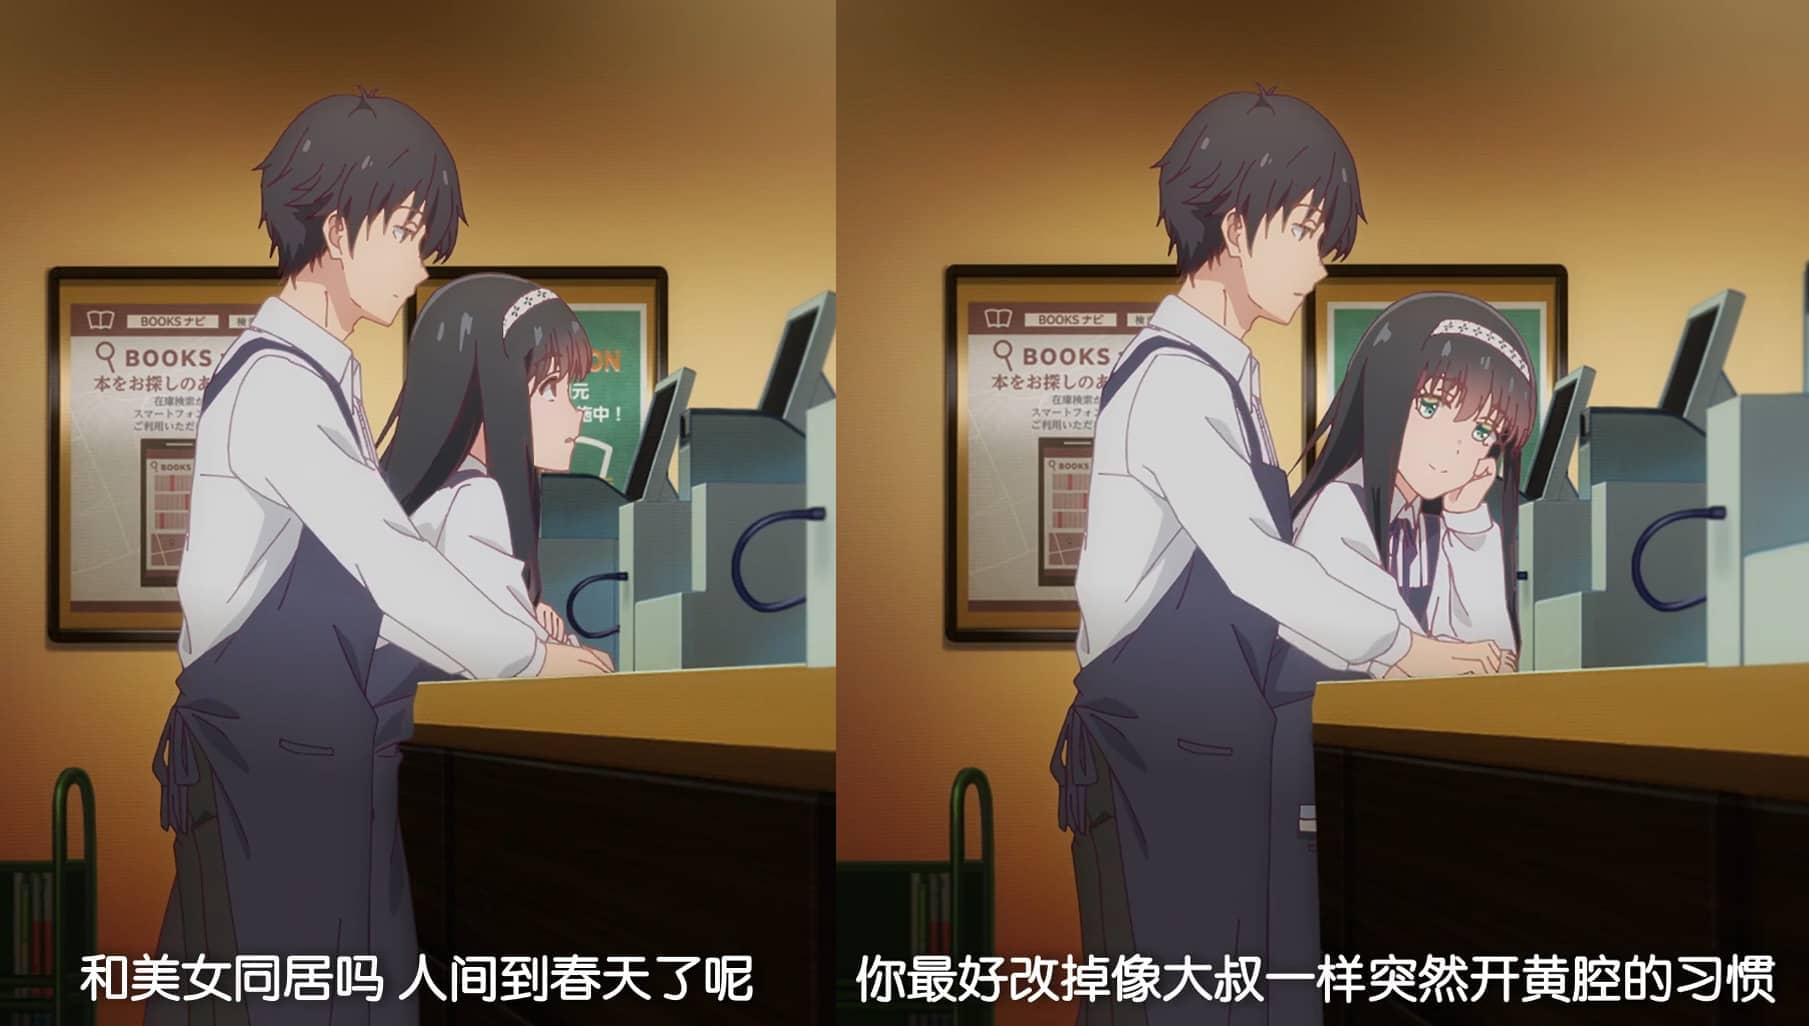 BOOKSナビ 検
BOOKS
本をお探しのあ
在庫検索
スマートフォン
ご利用いただ
BOOKS
ON
元
施中！
和美女同居吗 人间到春天了呢
BOOKSナビ 検
BOOKS
本をお探しのあ
在庫検索
スマートフォン
ご利用いただ
BOOKS
你最好改掉像大叔一样突然开黄腔的习惯